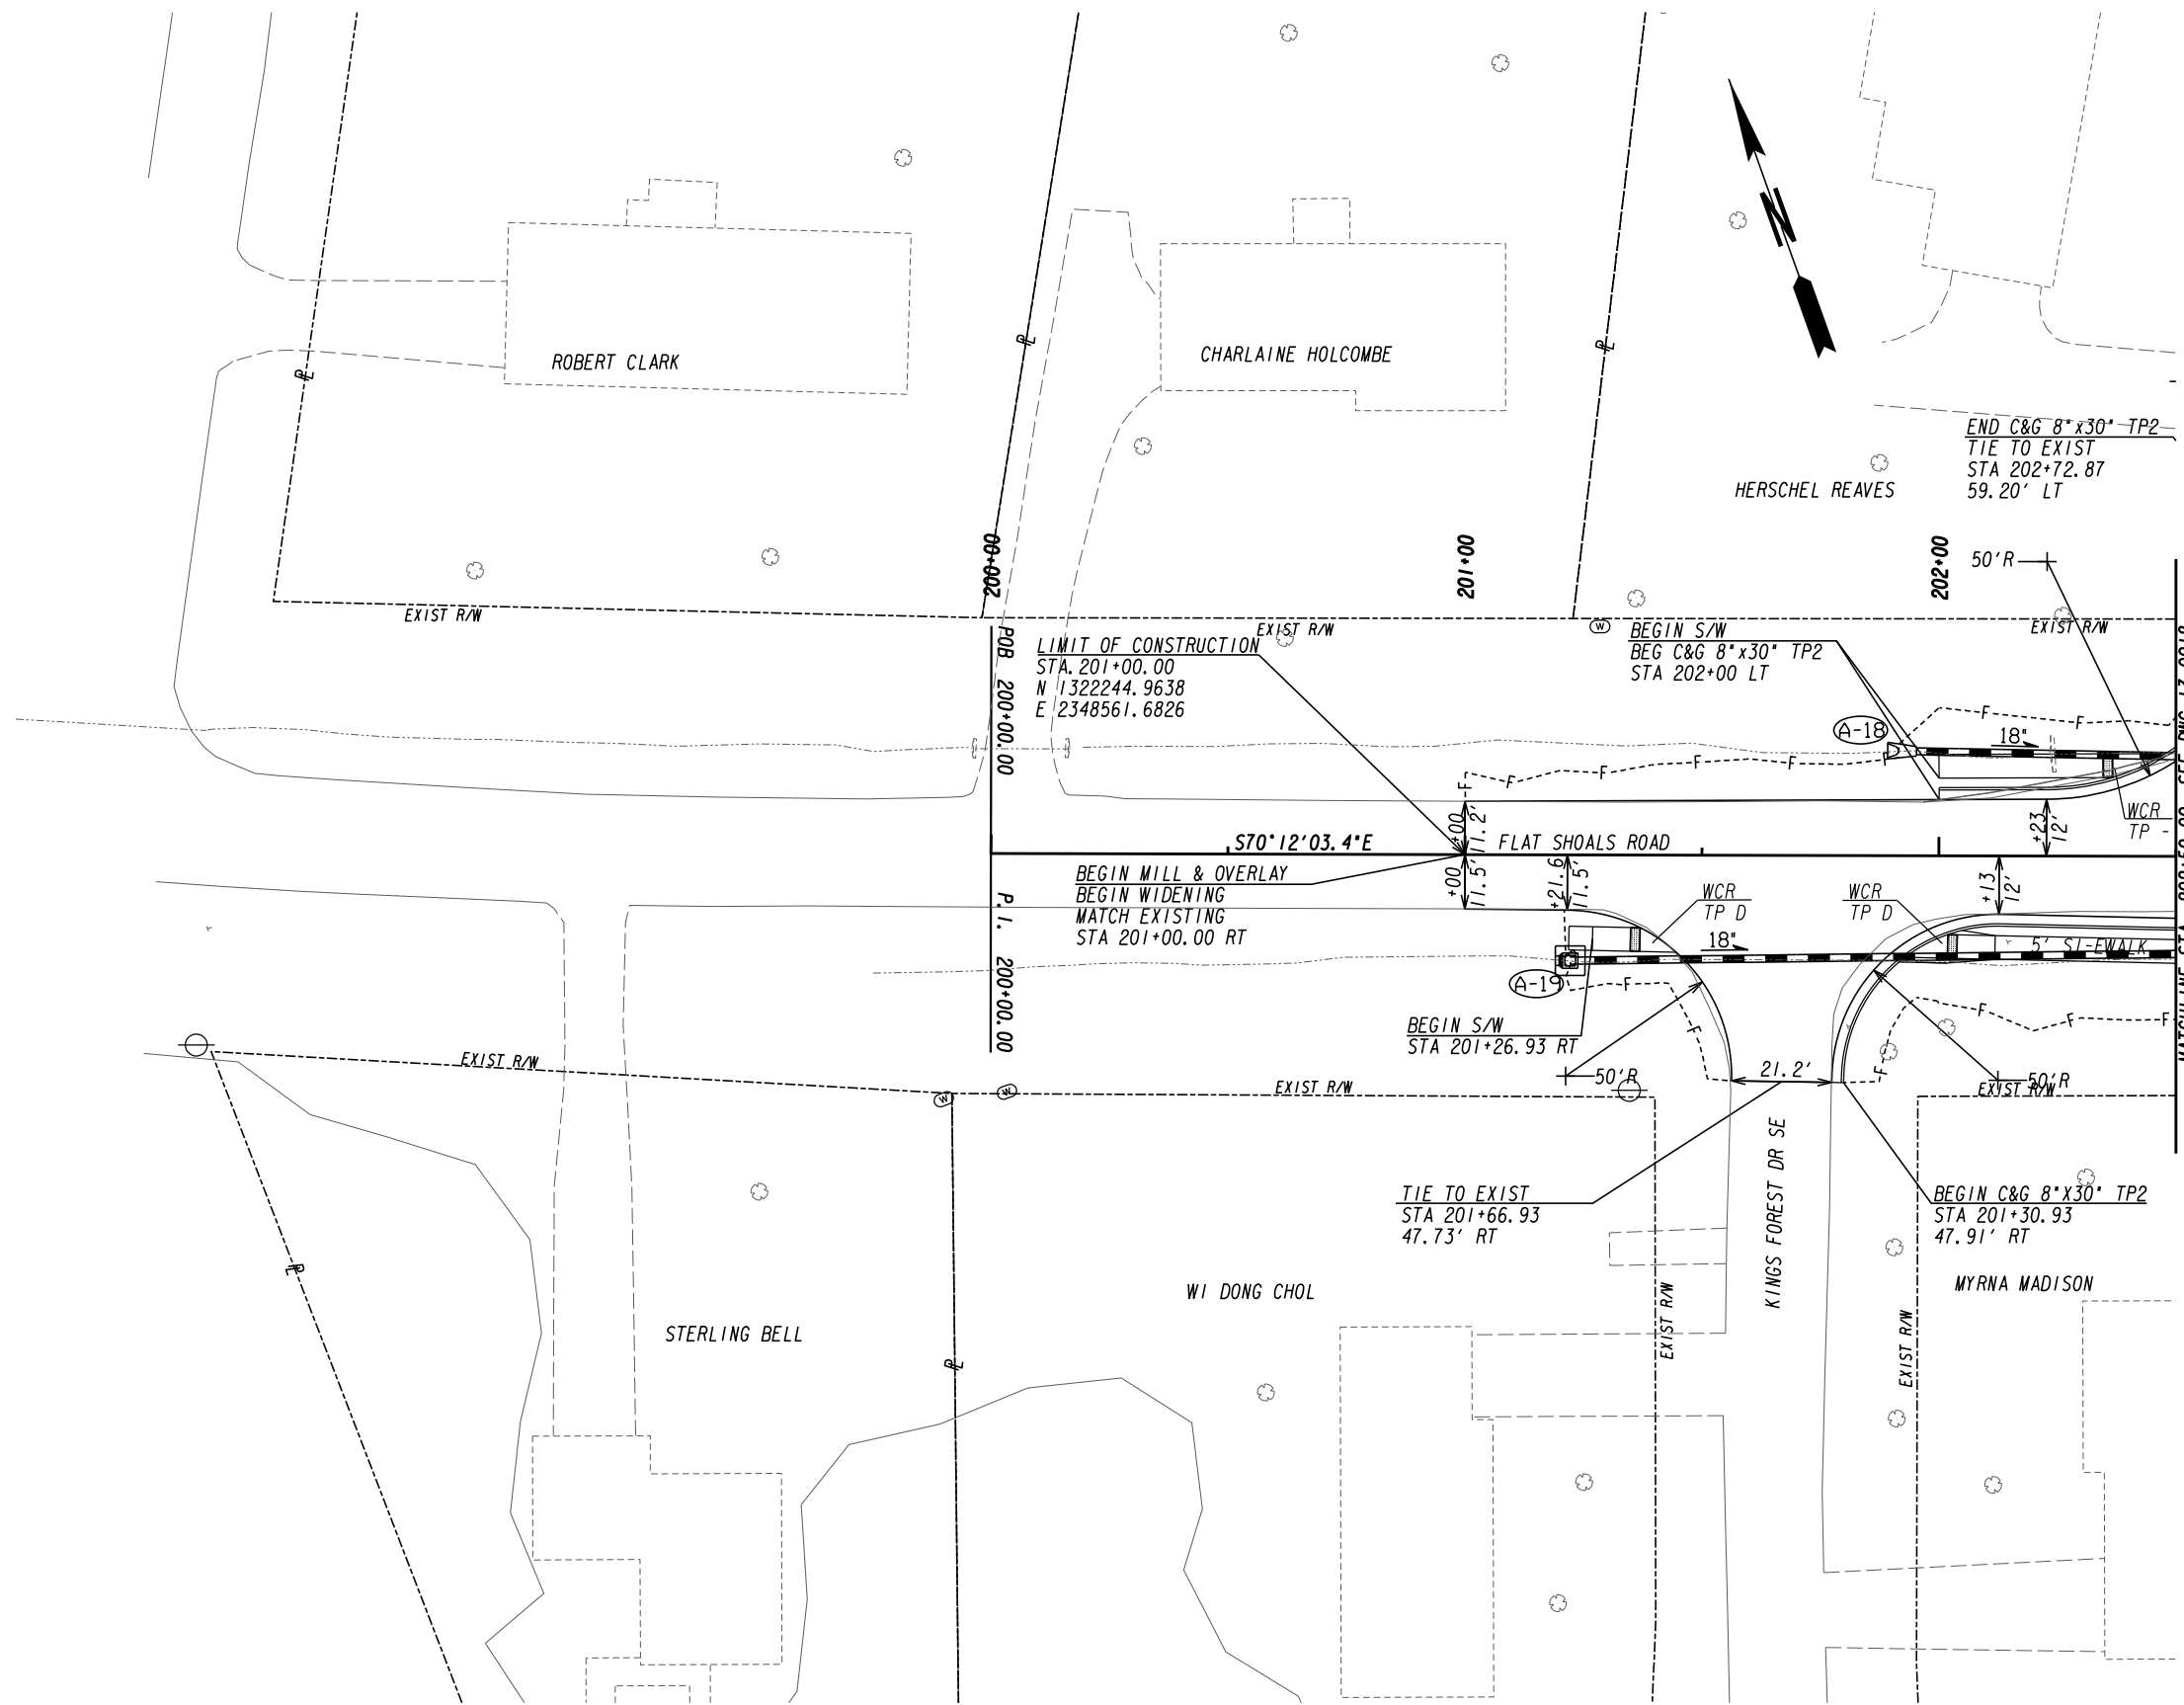 ROBERT CLARK
CHARLAINE HOLCOMBE
HERSCHEL REAVES
END C&G 8"x30" TP2
TIE TO EXIST
STA 202+72.87
59.20' LT
50'R
200+00
201+00
202+00
EXIST R/W
EXIST R/W
EXIST R/W
W
LIMIT OF CONSTRUCTION
STA. 201+00.00
N 1322244.9638
E 2348561.6826
BEGIN S/W
BEG C&G 8"x30" TP2
STA 202+00 LT
POB 200+00.00
A-18
18"
F
F
F
F
F
F
F
WCR
TP -
+00
11.2'
+23
12'
S70°12'03.4"E
FLAT SHOALS ROAD
BEGIN MILL & OVERLAY
BEGIN WIDENING
MATCH EXISTING
STA 201+00.00 RT
P.I. 200+00.00
+00
11.5'
+21.6
11.5'
WCR
TP D
WCR
TP D
+13
12'
18"
5' SI-EWALK
A-19
F
F
F
F
F
F
BEGIN S/W
STA 201+26.93 RT
50'R
21.2'
50'R
EXIST R/W
EXIST R/W
EXIST R/W
W
W
TIE TO EXIST
STA 201+66.93
47.73' RT
KINGS FOREST DR SE
BEGIN C&G 8"X30" TP2
STA 201+30.93
47.91' RT
WI DONG CHOL
MYRNA MADISON
STERLING BELL
EXIST R/W
EXIST R/W
PL
PL
PL
PL
PL
N